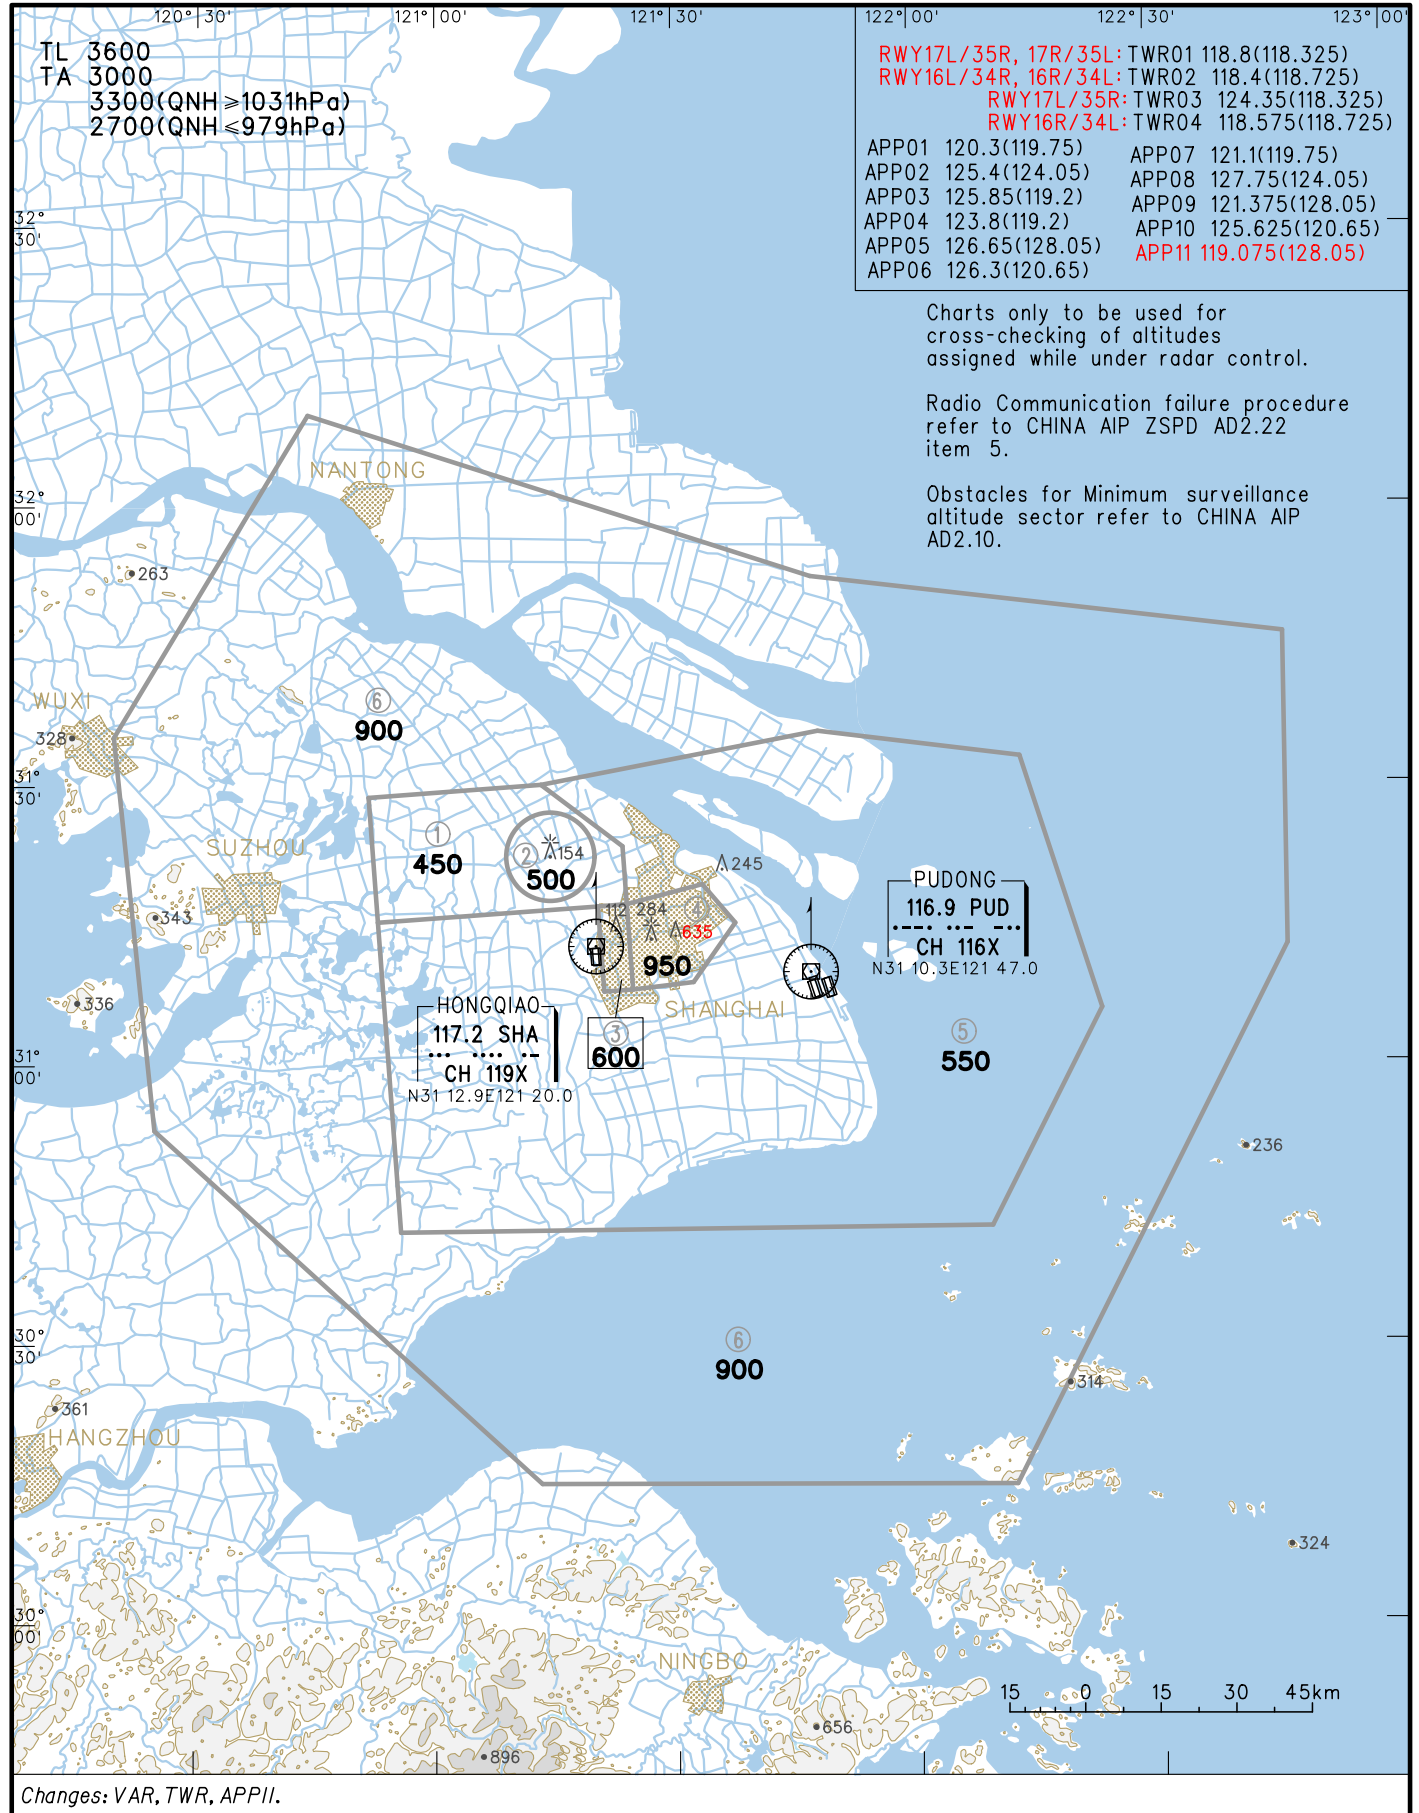 120°30' 121°00' 121°30' 122°00' 122°30' 123°00'
TL 3600
TA 3000
3300(QNH≥1031hPa)
2700(QNH≤979hPa)
RWY17L/35R, 17R/35L: TWR01 118.8(118.325)
RWY16L/34R, 16R/34L: TWR02 118.4(118.725)
RWY17L/35R: TWR03 124.35(118.325)
RWY16R/34L: TWR04 118.575(118.725)
APP01 120.3(119.75)
APP02 125.4(124.05)
APP03 125.85(119.2)
APP04 123.8(119.2)
APP05 126.65(128.05)
APP06 126.3(120.65)
APP07 121.1(119.75)
APP08 127.75(124.05)
APP09 121.375(128.05)
APP10 125.625(120.65)
APP11 119.075(128.05)
32°
30'
Charts only to be used for
cross-checking of altitudes
assigned while under radar control.
Radio Communication failure procedure
refer to CHINA AIP ZSPD AD2.22
item 5.
Obstacles for Minimum surveillance
altitude sector refer to CHINA AIP
AD2.10.
NANTONG
32°
00'
263
WUXI
328
⑥
900
31°
30'
SUZHOU
①
450
②
154
500
245
343
112 284
④
635
950
PUDONG
116.9 PUD
CH 116X
N31 10.3E121 47.0
336
HONGQIAO
117.2 SHA
CH 119X
N31 12.9E121 20.0
SHANGHAI
③
600
⑤
550
31°
00'
236
30°
30'
⑥
900
314
361
HANGZHOU
324
30°
00'
NINGBO
656
896
15 0 15 30 45km
Changes: VAR, TWR, APP11.